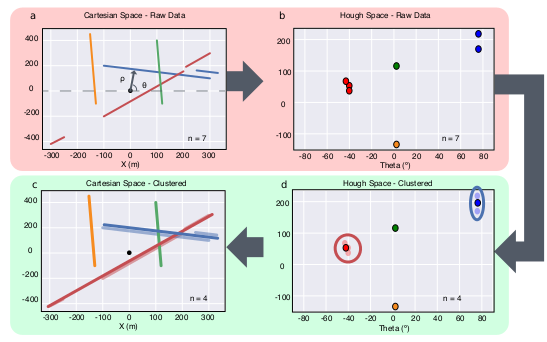 a
Cartesian Space - Raw Data
400
200
0
-200
-400
ρ
θ
n = 7
-300 -200 -100 0 100 200 300
X (m)
b
Hough Space - Raw Data
200
100
0
-100
n = 7
-80 -60 -40 -20 0 20 40 60 80
Theta (º)
c
Cartesian Space - Clustered
400
200
0
-200
-400
n = 4
-300 -200 -100 0 100 200 300
X (m)
d
Hough Space - Clustered
200
100
0
-100
n = 4
-80 -60 -40 -20 0 20 40 60 80
Theta (º)